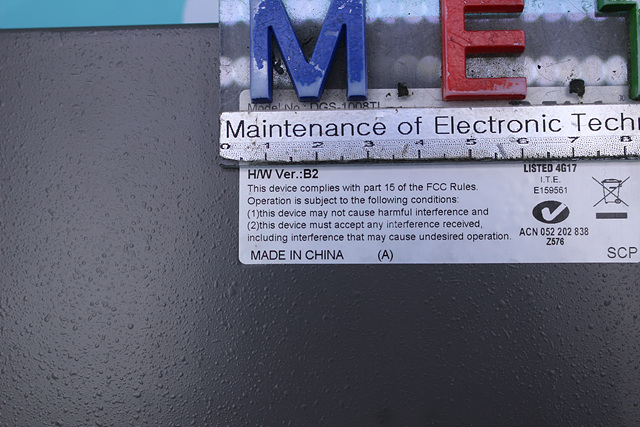 M E T
Model No.: DGS-1008TL
Maintenance of Electronic Techn
0 1 2 3 4 5 6 7 8
H/W Ver.:B2
This device complies with part 15 of the FCC Rules.
Operation is subject to the following conditions:
(1)this device may not cause harmful interference and
(2)this device must accept any interference received,
including interference that may cause undesired operation.
MADE IN CHINA (A)
LISTED 4G17
I.T.E.
E159561
ACN 052 202 838
Z576
SCP